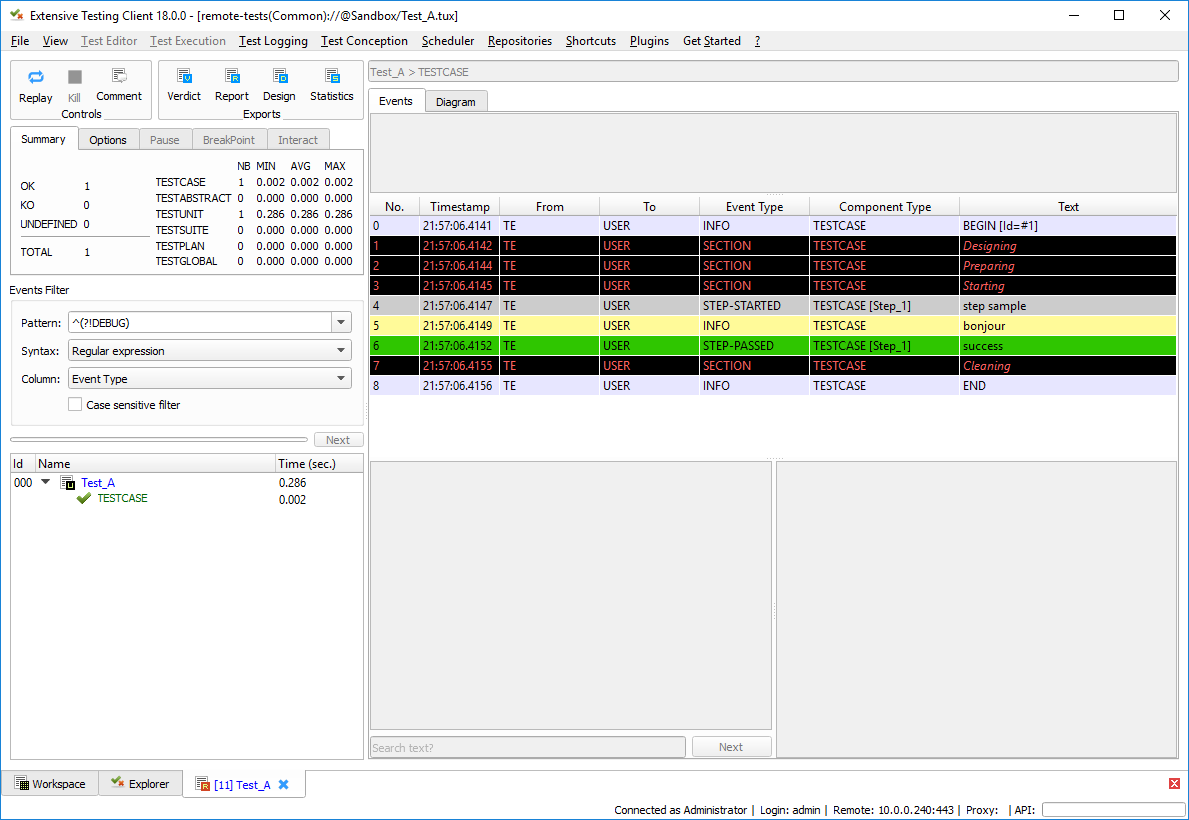 Extensive Testing Client 18.0.0 - [remote-tests(Common)://@Sandbox/Test_A.tux]
File View Test Editor Test Execution Test Logging Test Conception Scheduler Repositories Shortcuts Plugins Get Started ?
Replay Kill Comment
Controls
Verdict Report Design Statistics
Exports
Summary Options Pause BreakPoint Interact
OK 1
KO 0
UNDEFINED 0
TOTAL 1
NB MIN AVG MAX
TESTCASE 1 0.002 0.002 0.002
TESTABSTRACT 0 0.000 0.000 0.000
TESTUNIT 1 0.286 0.286 0.286
TESTSUITE 0 0.000 0.000 0.000
TESTPLAN 0 0.000 0.000 0.000
TESTGLOBAL 0 0.000 0.000 0.000
Events Filter
Pattern: ^(?!DEBUG)
Syntax: Regular expression
Column: Event Type
Case sensitive filter
Next
Id Name Time (sec.)
000 Test_A 0.286
TESTCASE 0.002
Test_A > TESTCASE
Events Diagram
No. Timestamp From To Event Type Component Type Text
0 21:57:06.4141 TE USER INFO TESTCASE BEGIN [Id=#1]
1 21:57:06.4142 TE USER SECTION TESTCASE Designing
2 21:57:06.4144 TE USER SECTION TESTCASE Preparing
3 21:57:06.4145 TE USER SECTION TESTCASE Starting
4 21:57:06.4147 TE USER STEP-STARTED TESTCASE [Step_1] step sample
5 21:57:06.4149 TE USER INFO TESTCASE bonjour
6 21:57:06.4152 TE USER STEP-PASSED TESTCASE [Step_1] success
7 21:57:06.4155 TE USER SECTION TESTCASE Cleaning
8 21:57:06.4156 TE USER INFO TESTCASE END
Search text? Next
Workspace Explorer [11] Test_A
Connected as Administrator | Login: admin | Remote: 10.0.0.240:443 | Proxy: | API: